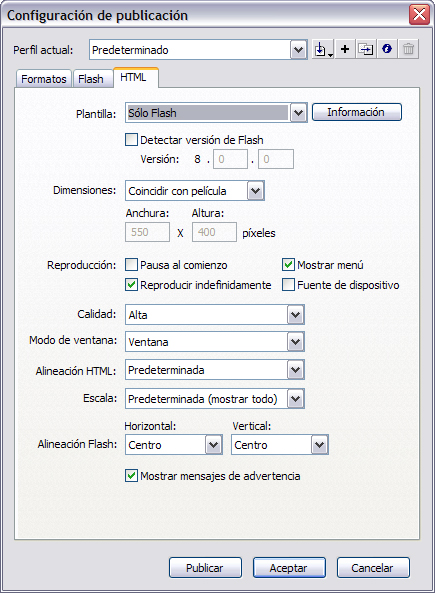 Configuración de publicación
Perfil actual: Predeterminado
Formatos Flash HTML
Plantilla: Sólo Flash Información
Detectar versión de Flash
Versión: 8 . 0 . 0
Dimensiones: Coincidir con película
Anchura: Altura:
550 X 400 píxeles
Reproducción: Pausa al comienzo Mostrar menú
Reproducir indefinidamente Fuente de dispositivo
Calidad: Alta
Modo de ventana: Ventana
Alineación HTML: Predeterminada
Escala: Predeterminada (mostrar todo)
Horizontal: Vertical:
Alineación Flash: Centro Centro
Mostrar mensajes de advertencia
Publicar Aceptar Cancelar